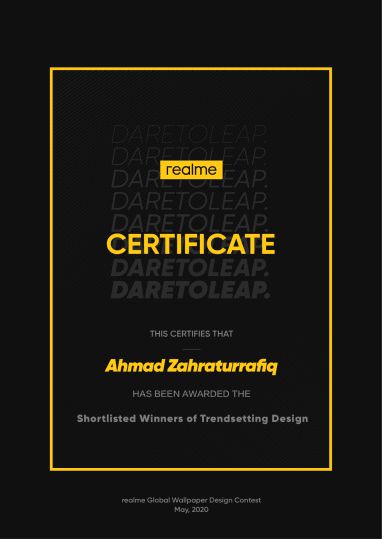 DARETOLEAP.
DARETOLEAP.
realme
DARETOLEAP.
DARETOLEAP.
DARETOLEAP.
CERTIFICATE
DARETOLEAP.
DARETOLEAP.
THIS CERTIFIES THAT
Ahmad Zahraturrafiq
HAS BEEN AWARDED THE
Shortlisted Winners of Trendsetting Design
realme Global Wallpaper Design Contest
May, 2020